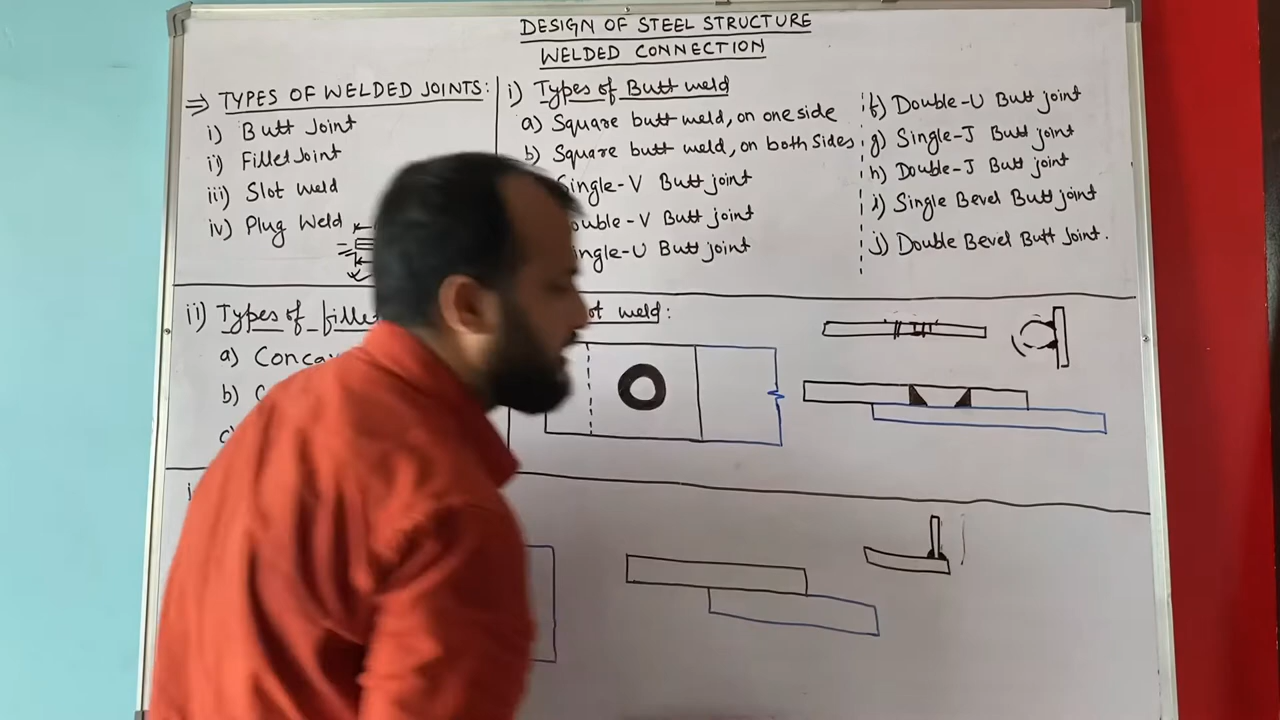 DESIGN OF STEEL STRUCTURE
WELDED CONNECTION
⇒ TYPES OF WELDED JOINTS:
i) Butt Joint
ii) Fillet Joint
iii) Slot weld
iv) Plug Weld
i) Types of Butt weld
a) Square butt weld, on one side
b) Square butt weld, on both sides
Single-V Butt joint
ouble-V Butt joint
ingle-U Butt joint
f) Double-U Butt joint
g) Single-J Butt joint
h) Double-J Butt joint
i) Single Bevel Butt joint
j) Double Bevel Butt Joint.
ii) Types of fille
a) Conca
b) C
c)
ot weld:
i